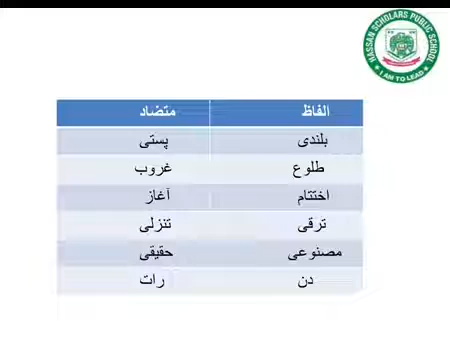 HASSAN SCHOLARS PUBLIC SCHOOL
I AM TO LEAD
الفاظ متضاد
بلندی پستی
طلوع غروب
اختتام آغاز
ترقی تنزلی
مصنوعی حقیقی
دن رات